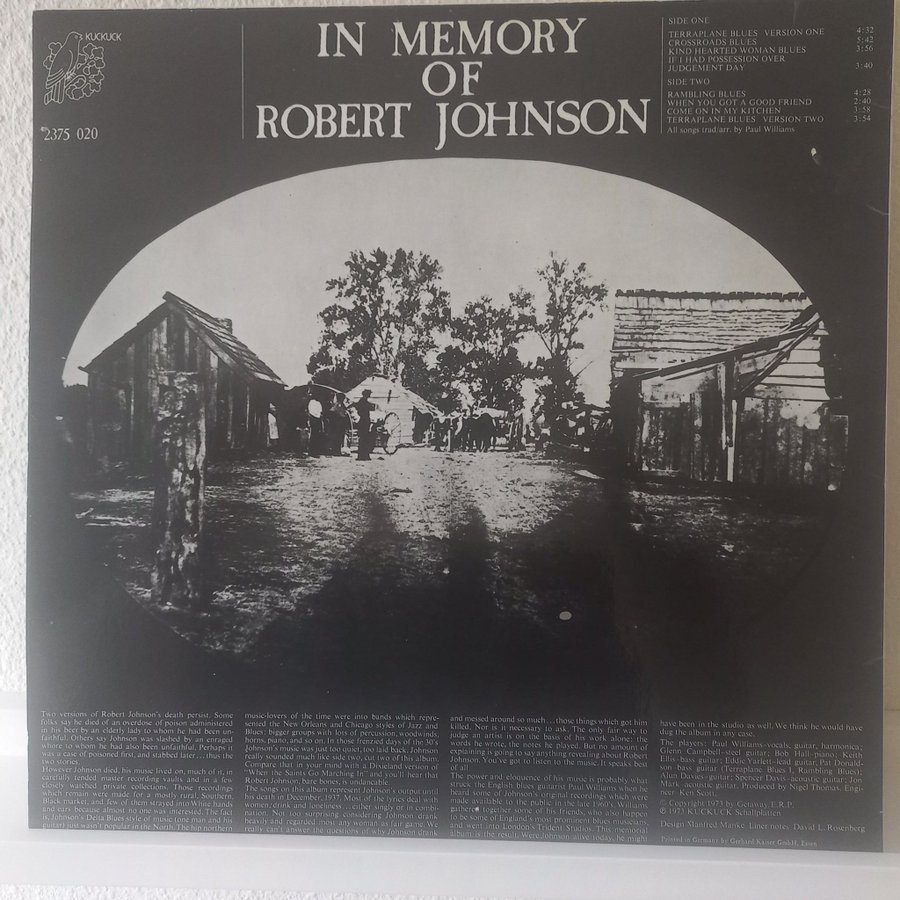 KUCKUCK
2375 020
IN MEMORY
OF
ROBERT JOHNSON
SIDE ONE
TERRAPLANE BLUES VERSION ONE 4:32
CROSSROADS BLUES 5:42
KIND HEARTED WOMAN BLUES 3:56
IF I HAD POSSESSION OVER
JUDGEMENT DAY 3:40
SIDE TWO
RAMBLING BLUES 4:28
WHEN YOU GOT A GOOD FRIEND 2:40
COME ON IN MY KITCHEN 3:58
TERRAPLANE BLUES VERSION TWO 3:54
All songs trad/arr. by Paul Williams
Two versions of Robert Johnson's death persist. Some
folks say he died of an overdose of poison administered
in his beer by an elderly lady to whom he had been un-
faithful. Others say Johnson was slashed by an enraged
whore to whom he had also been unfaithful. Perhaps it
was a case of poisoned first, and stabbed later...thus the
two stories.
However Johnson died, his music lived on, much of it, in
carefully tended master recording vaults and in a few
closely watched private collections. Those recordings
which remain were made for a mostly rural, Southern,
Black market, and few of them strayed into White hands
and ears because almost no one was interested. The fact
is, Johnson's Delta Blues style of music (one man and his
guitar) just wasn't popular in the North. The hip northern
music-lovers of the time were into bands which repre-
sented the New Orleans and Chicago styles of Jazz and
Blues: bigger groups with lots of percussion, woodwinds,
horns, piano, and so on. In those frenzied days of the 30's
Johnson's music was just too quiet, too laid back. Johnson
really sounded much like side two, cut two of this album.
Compare that in your mind with a Dixieland version of
"When the Saints Go Marching In" and you'll hear that
Robert Johnson, bare bones, is undanceable.
The songs on this album represent Johnson's output until
his death in December, 1937. Most of the lyrics deal with
women, drink and loneliness...either singly or in combi-
nation. Not too surprising considering Johnson drank
heavily and regarded most any woman as fair game. We
really can't answer the questions of why Johnson drank
and messed around so much...those things which got him
killed. Nor is it necessary to ask. The only fair way to
judge an artist is on the basis of his work alone: the
words he wrote, the notes he played. But no amount of
explaining is going to say anything revealing about Robert
Johnson. You've got to listen to the music. It speaks best
of all.
The power and eloquence of his music is probably what
struck the English blues guitarist Paul Williams when he
heard some of Johnson's original recordings which were
made available to the public in the late 1960's. Williams
gathered together some of his friends, who also happen
to be some of England's most prominent blues musicians,
and went into London's Trident Studios. This memorial
album is the result. Were Johnson alive today, he might
have been in the studio as well. We think he would have
dug the album in any case.
The players: Paul Williams-vocals, guitar, harmonica;
Glenn Campbell-steel guitar; Bob Hall-piano; Keith
Ellis-bass guitar; Eddie Yarlett-lead guitar, Pat Donald-
son bass guitar (Terraplane Blues I, Rambling Blues);
Alun Davies-guitar; Spencer Davis-acoustic guitar; Jon
Mark-acoustic guitar. Produced by Nigel Thomas, Engi-
neer Ken Scott.
© Copyright 1973 by Getaway/E.R.P.
℗ 1973 KUCKUCK Schallplatten
Design Manfred Manke. Liner notes: David L. Rosenberg
Printed in Germany by Gerhard Kaiser GmbH, Essen